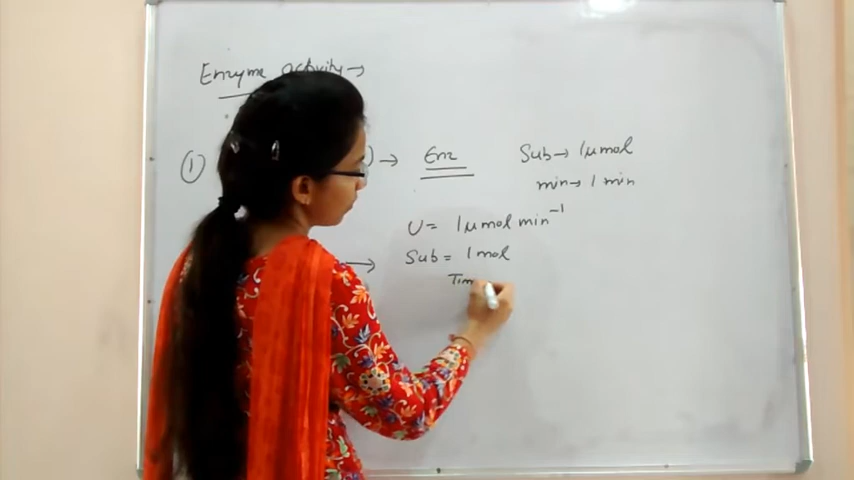 Enzyme activity →
① ) → Enz
Sub → 1 μmol
min → 1 min
U = 1 μmol min⁻¹
→ Sub = 1 mol
Tim